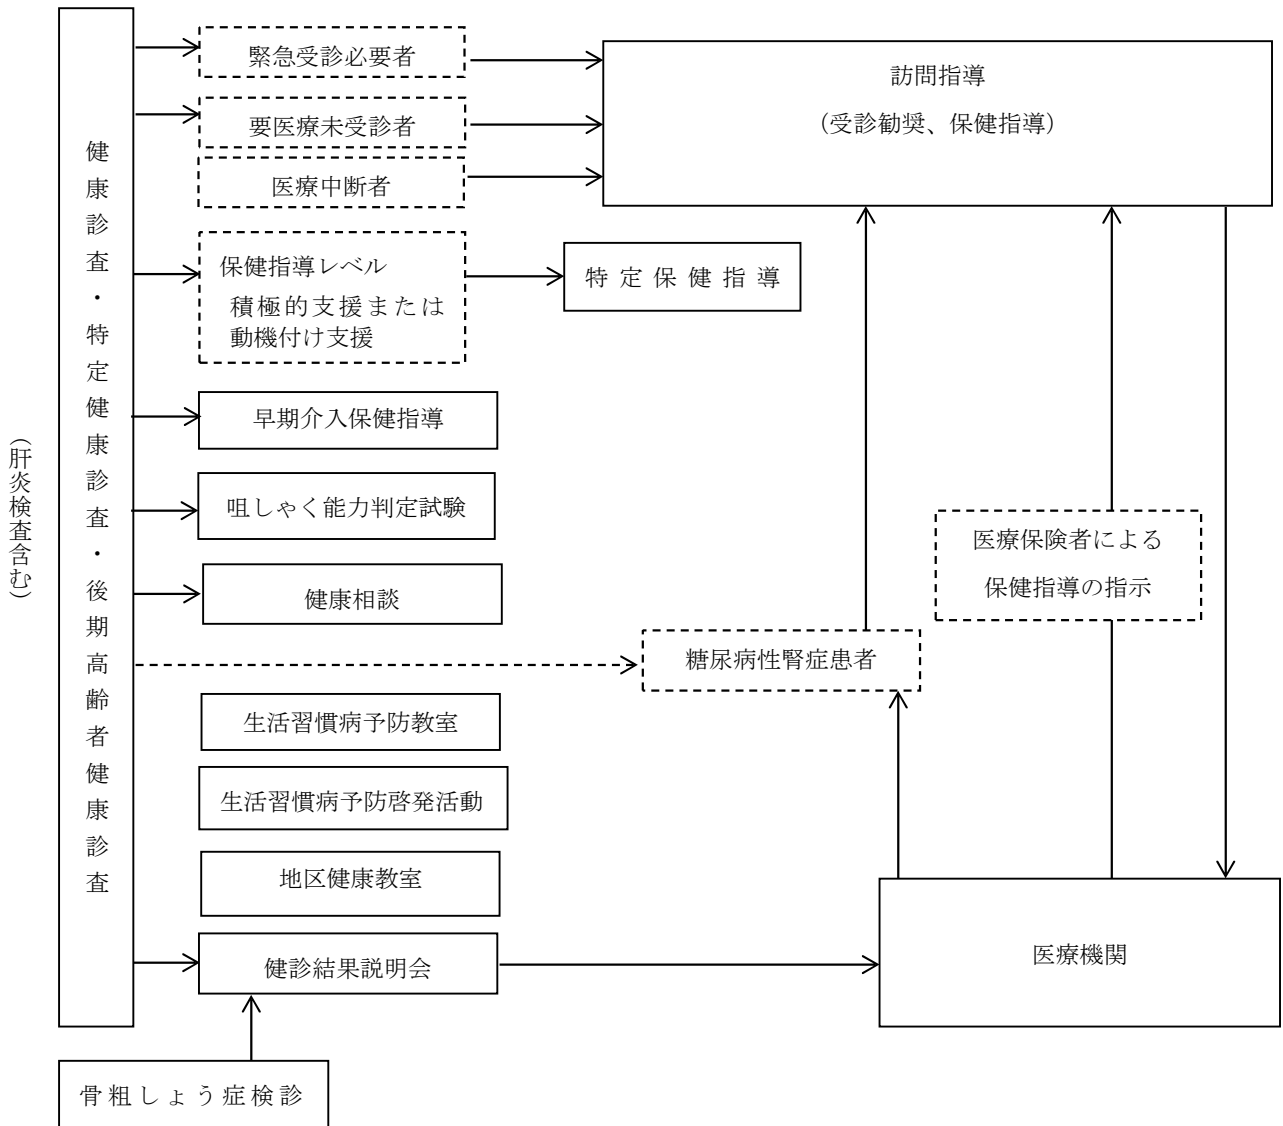 (肝炎検査含む)
健康診査・特定健康診査・後期高齢者健康診査
緊急受診必要者
要医療未受診者
医療中断者
保健指導レベル
積極的支援または
動機付け支援
早期介入保健指導
咀しゃく能力判定試験
健康相談
生活習慣病予防教室
生活習慣病予防啓発活動
地区健康教室
健診結果説明会
骨粗しょう症検診
特定保健指導
訪問指導
(受診勧奨、保健指導)
糖尿病性腎症患者
医療保険者による
保健指導の指示
医療機関